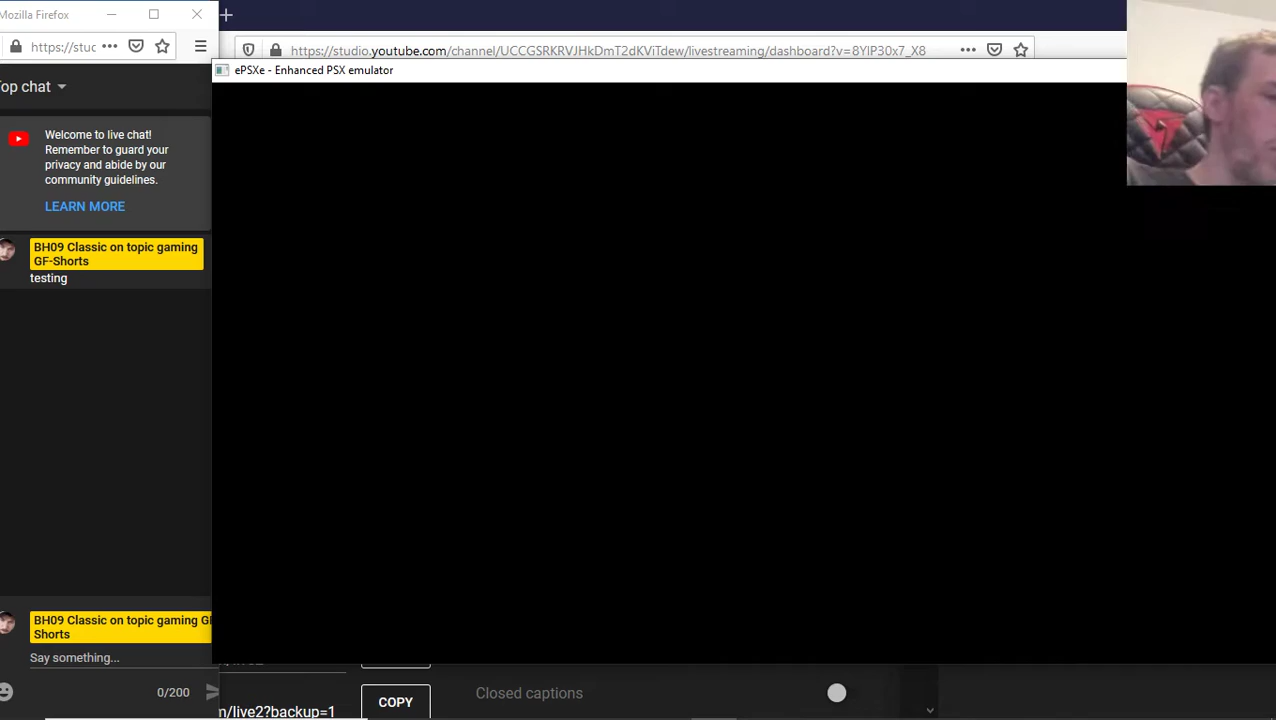 Mozilla Firefox
https://stuc
https://studio.youtube.com/channel/UCCGSRKRVJHkDmT2dKViTdew/livestreaming/dashboard?v=8YlP30x7_X8
ePSXe - Enhanced PSX emulator
op chat
Welcome to live chat!
Remember to guard your
privacy and abide by our
community guidelines.
LEARN MORE
BH09 Classic on topic gaming
GF-Shorts
testing
BH09 Classic on topic gaming G
Shorts
Say something...
0/200
n/live2?backup=1
COPY
Closed captions